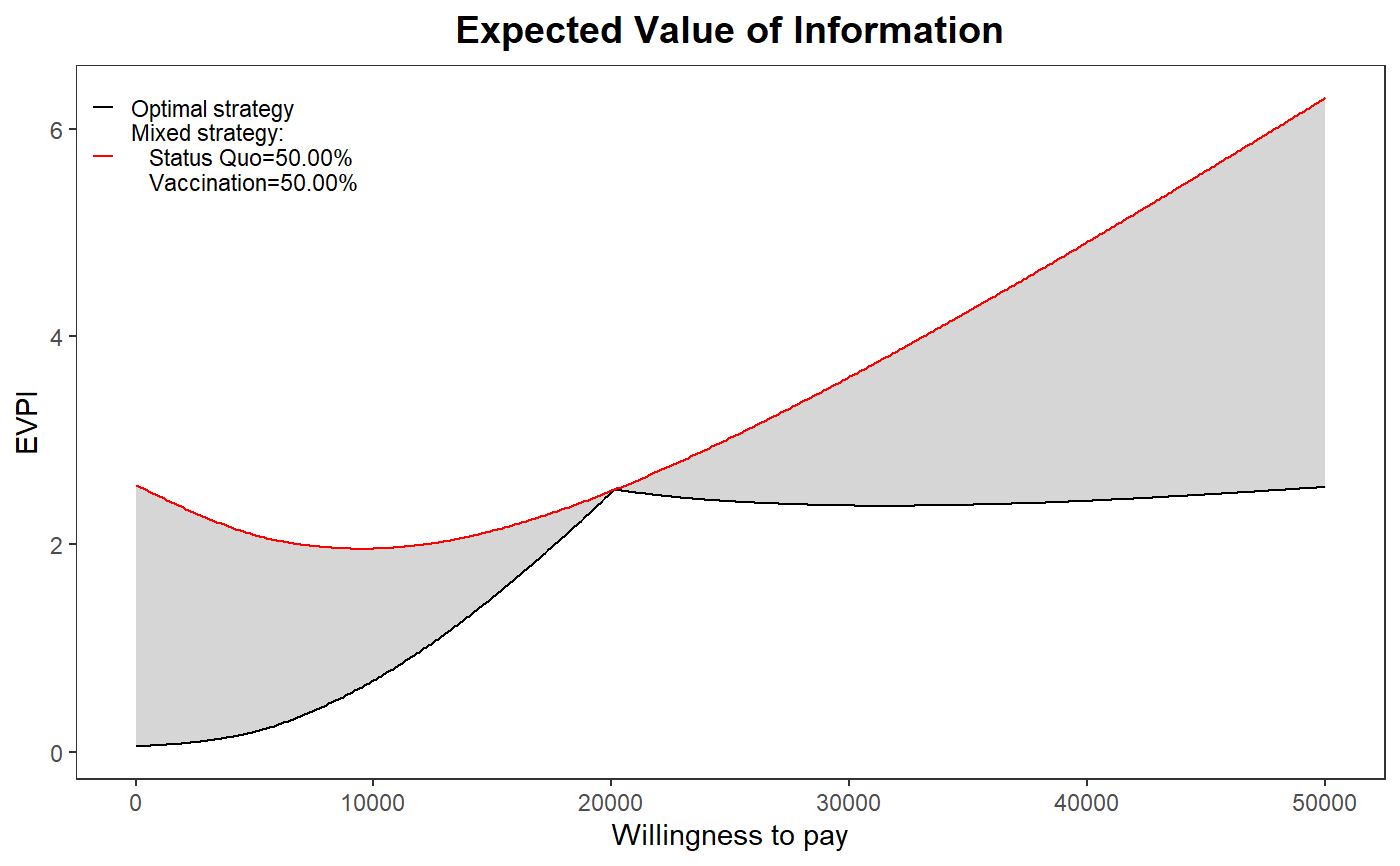 Expected Value of Information
Optimal strategy
Mixed strategy:
Status Quo=50.00%
Vaccination=50.00%
EVPI
6
4
2
0
0 10000 20000 30000 40000 50000
Willingness to pay